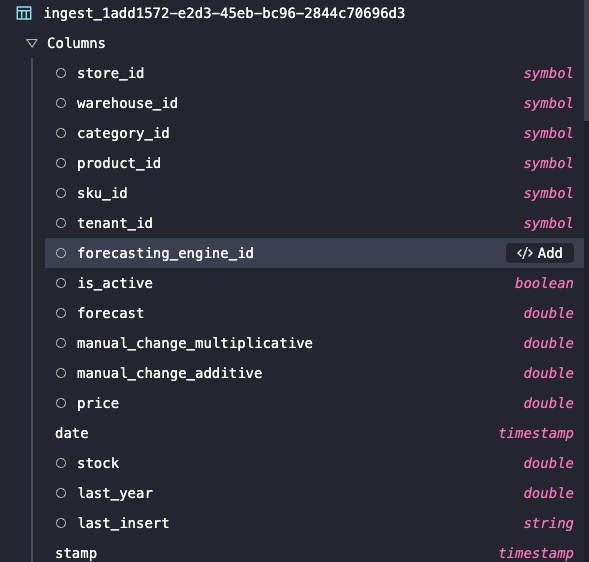 ingest_1add1572-e2d3-45eb-bc96-2844c70696d3
Columns
store_id symbol
warehouse_id symbol
category_id symbol
product_id symbol
sku_id symbol
tenant_id symbol
forecasting_engine_id </> Add
is_active boolean
forecast double
manual_change_multiplicative double
manual_change_additive double
price double
date timestamp
stock double
last_year double
last_insert string
stamp timestamp